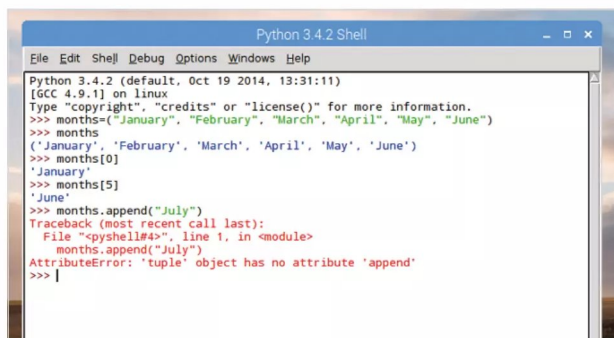 Python 3.4.2 Shell
File Edit Shell Debug Options Windows Help
Python 3.4.2 (default, Oct 19 2014, 13:31:11)
[GCC 4.9.1] on linux
Type "copyright", "credits" or "license()" for more information.
>>> months=("January", "February", "March", "April", "May", "June")
>>> months
('January', 'February', 'March', 'April', 'May', 'June')
>>> months[0]
'January'
>>> months[5]
'June'
>>> months.append("July")
Traceback (most recent call last):
  File "<pyshell#4>", line 1, in <module>
    months.append("July")
AttributeError: 'tuple' object has no attribute 'append'
>>>